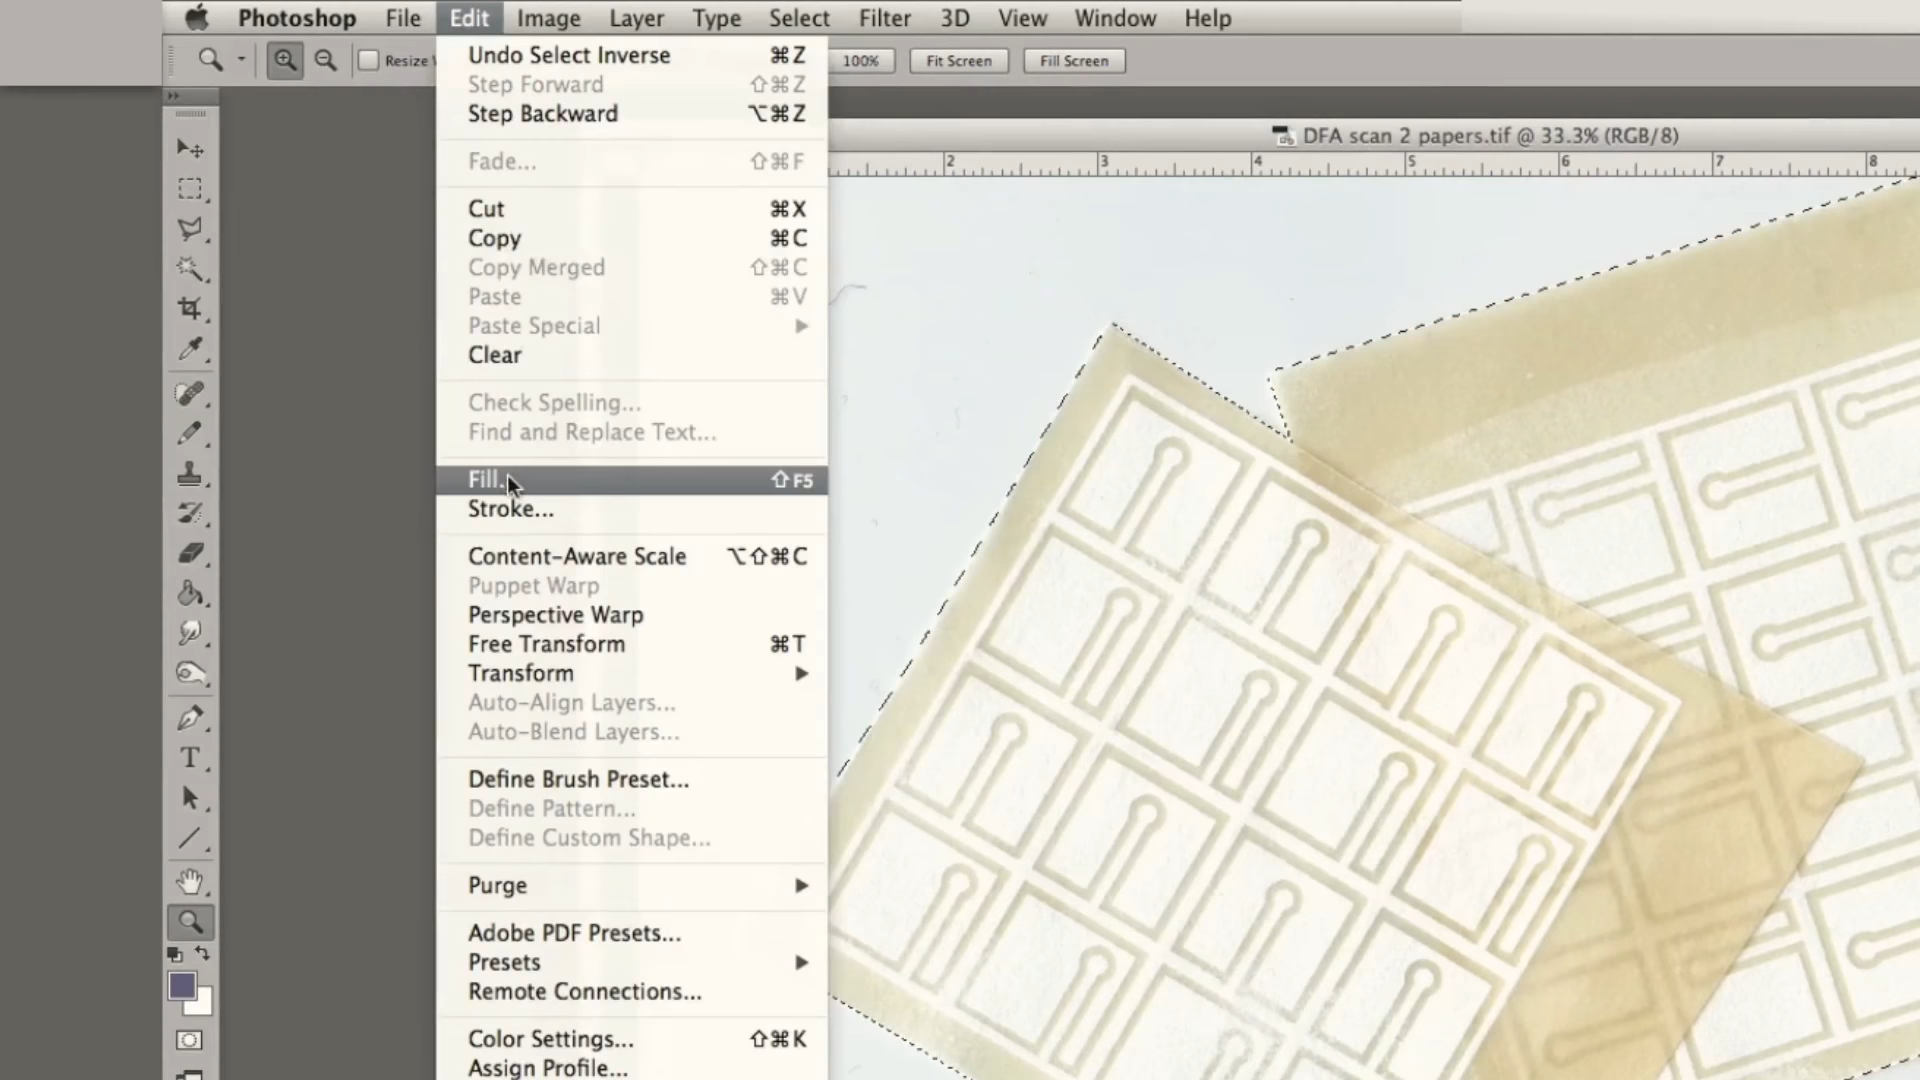 Photoshop File Edit Image Layer Type Select Filter 3D View Window Help
Resize 100% Fit Screen Fill Screen
DFA scan 2 papers.tif @ 33.3% (RGB/8)
2 3 4 5 6 7 8
Undo Select Inverse ⌘Z
Step Forward ⇧⌘Z
Step Backward ⌥⌘Z
Fade... ⇧⌘F
Cut ⌘X
Copy ⌘C
Copy Merged ⇧⌘C
Paste ⌘V
Paste Special
Clear
Check Spelling...
Find and Replace Text...
Fill. ⇧F5
Stroke...
Content-Aware Scale ⌥⇧⌘C
Puppet Warp
Perspective Warp
Free Transform ⌘T
Transform
Auto-Align Layers...
Auto-Blend Layers...
Define Brush Preset...
Define Pattern...
Define Custom Shape...
Purge
Adobe PDF Presets...
Presets
Remote Connections...
Color Settings... ⇧⌘K
Assign Profile...